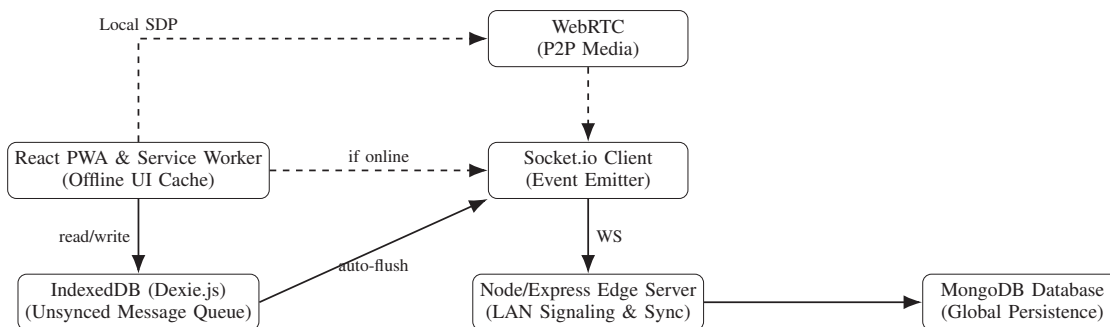 Local SDP
WebRTC
(P2P Media)
React PWA & Service Worker
(Offline UI Cache)
if online
Socket.io Client
(Event Emitter)
read/write
auto-flush
WS
IndexedDB (Dexie.js)
(Unsynced Message Queue)
Node/Express Edge Server
(LAN Signaling & Sync)
MongoDB Database
(Global Persistence)